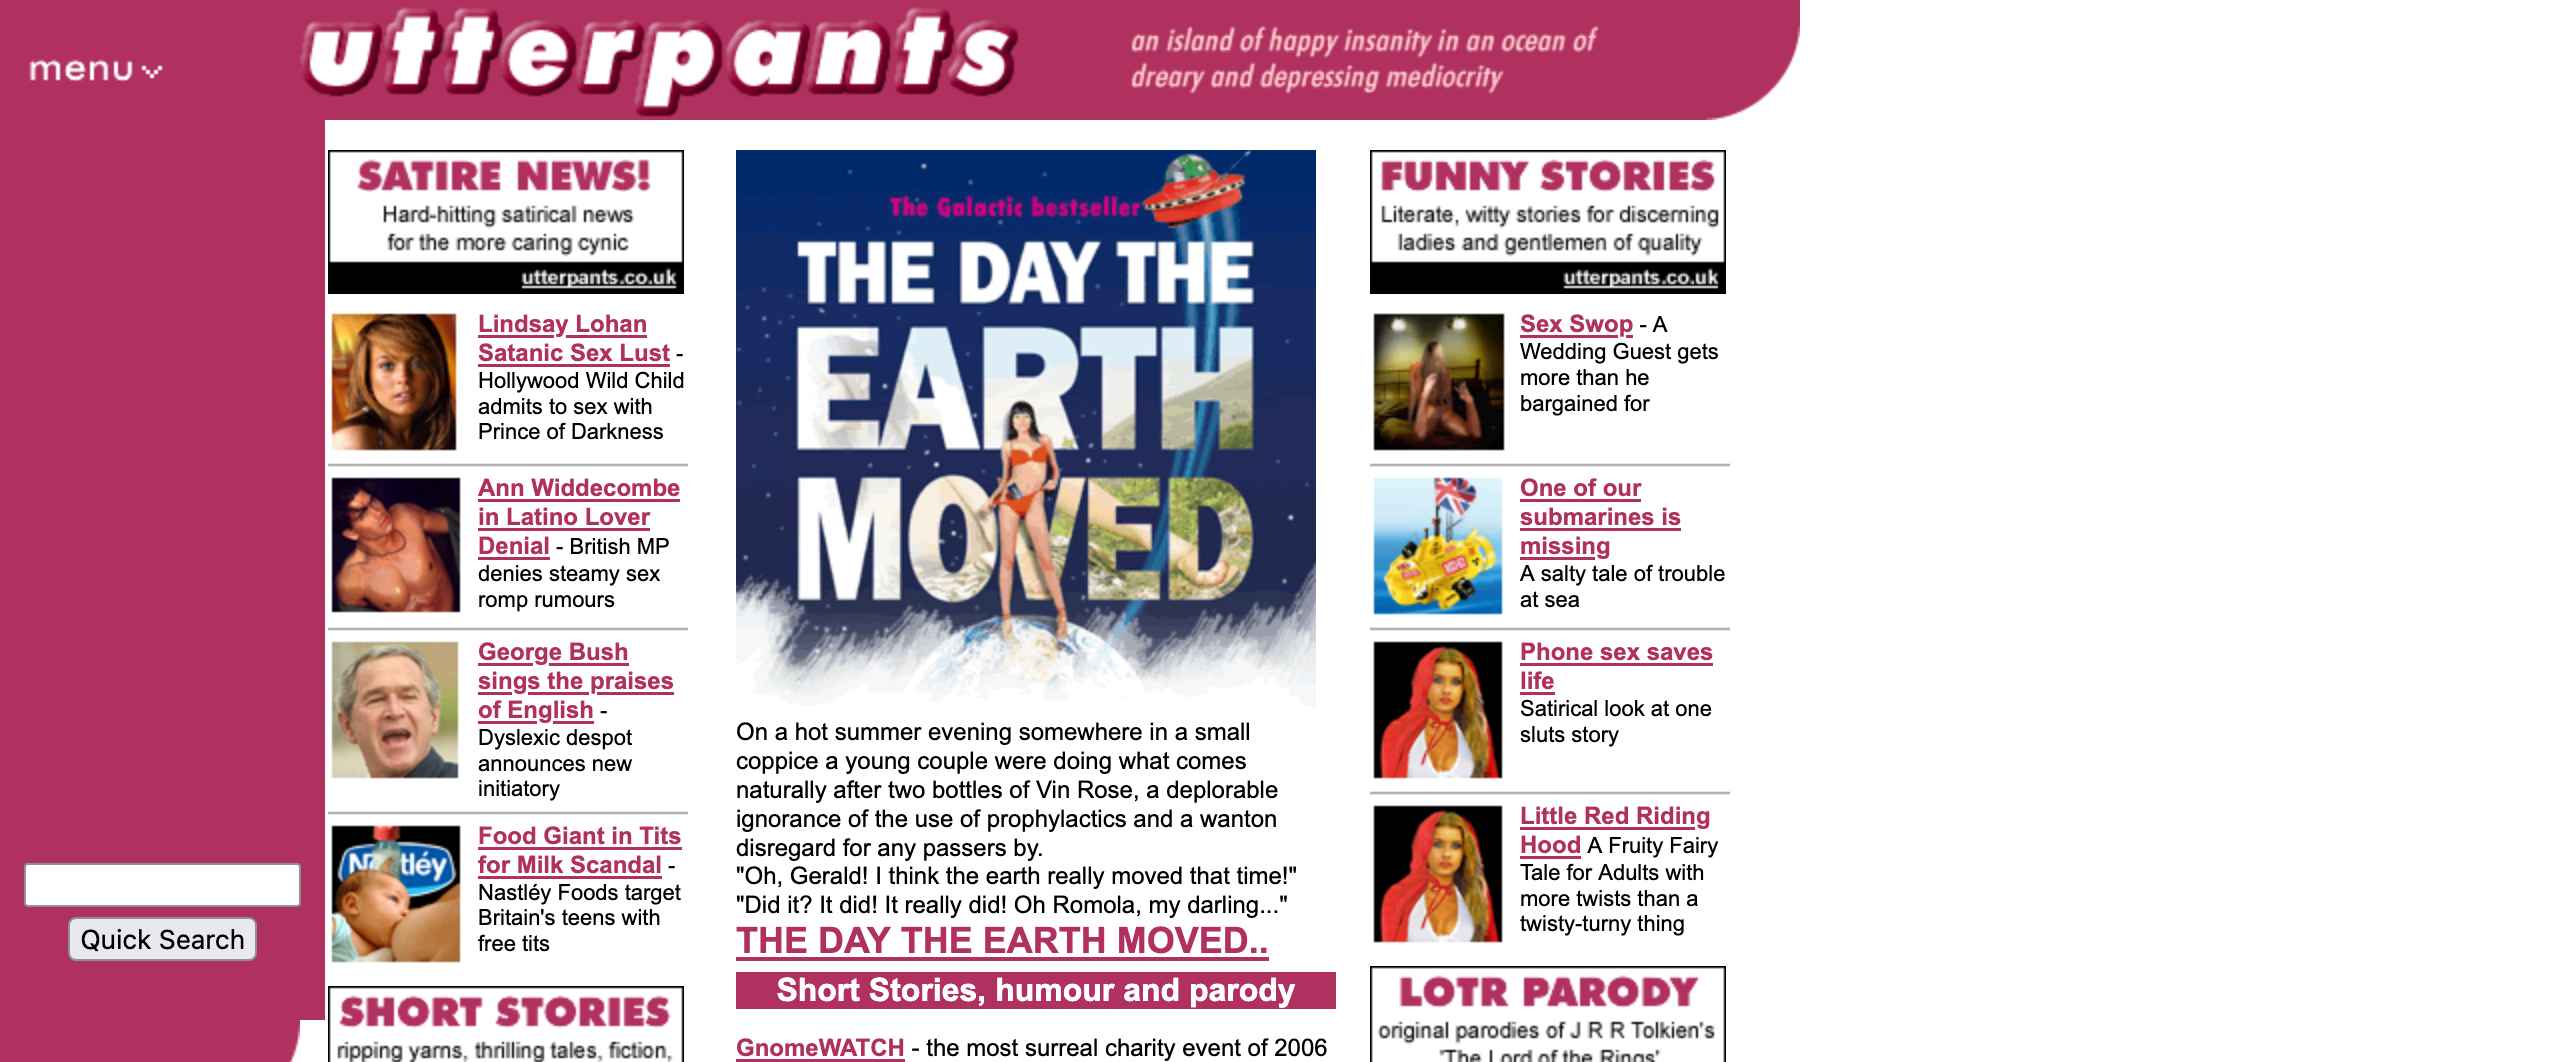 menu
utterpants
an island of happy insanity in an ocean of
dreary and depressing mediocrity
SATIRE NEWS!
Hard-hitting satirical news
for the more caring cynic
utterpants.co.uk
Lindsay Lohan
Satanic Sex Lust -
Hollywood Wild Child
admits to sex with
Prince of Darkness
Ann Widdecombe
in Latino Lover
Denial - British MP
denies steamy sex
romp rumours
George Bush
sings the praises
of English -
Dyslexic despot
announces new
initiatory
Nastléy
Food Giant in Tits
for Milk Scandal -
Nastléy Foods target
Britain's teens with
free tits
SHORT STORIES
ripping yarns, thrilling tales, fiction,
Quick Search
The Galactic bestseller
THE DAY THE
EARTH
MOVED
On a hot summer evening somewhere in a small
coppice a young couple were doing what comes
naturally after two bottles of Vin Rose, a deplorable
ignorance of the use of prophylactics and a wanton
disregard for any passers by.
"Oh, Gerald! I think the earth really moved that time!"
"Did it? It did! It really did! Oh Romola, my darling..."
THE DAY THE EARTH MOVED..
Short Stories, humour and parody
GnomeWATCH - the most surreal charity event of 2006
FUNNY STORIES
Literate, witty stories for discerning
ladies and gentlemen of quality
utterpants.co.uk
Sex Swop - A
Wedding Guest gets
more than he
bargained for
One of our
submarines is
missing
A salty tale of trouble
at sea
Phone sex saves
life
Satirical look at one
sluts story
Little Red Riding
Hood A Fruity Fairy
Tale for Adults with
more twists than a
twisty-turny thing
LOTR PARODY
original parodies of J R R Tolkien's
'The Lord of the Rings'